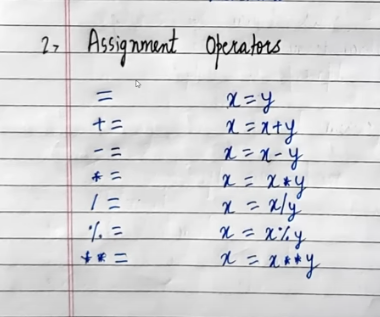 2, Assignment Operators
= x = y
+= x = x+y
-= x = x-y
*= x = x*y
/= x = x/y
%= x = x%y
**= x = x**y